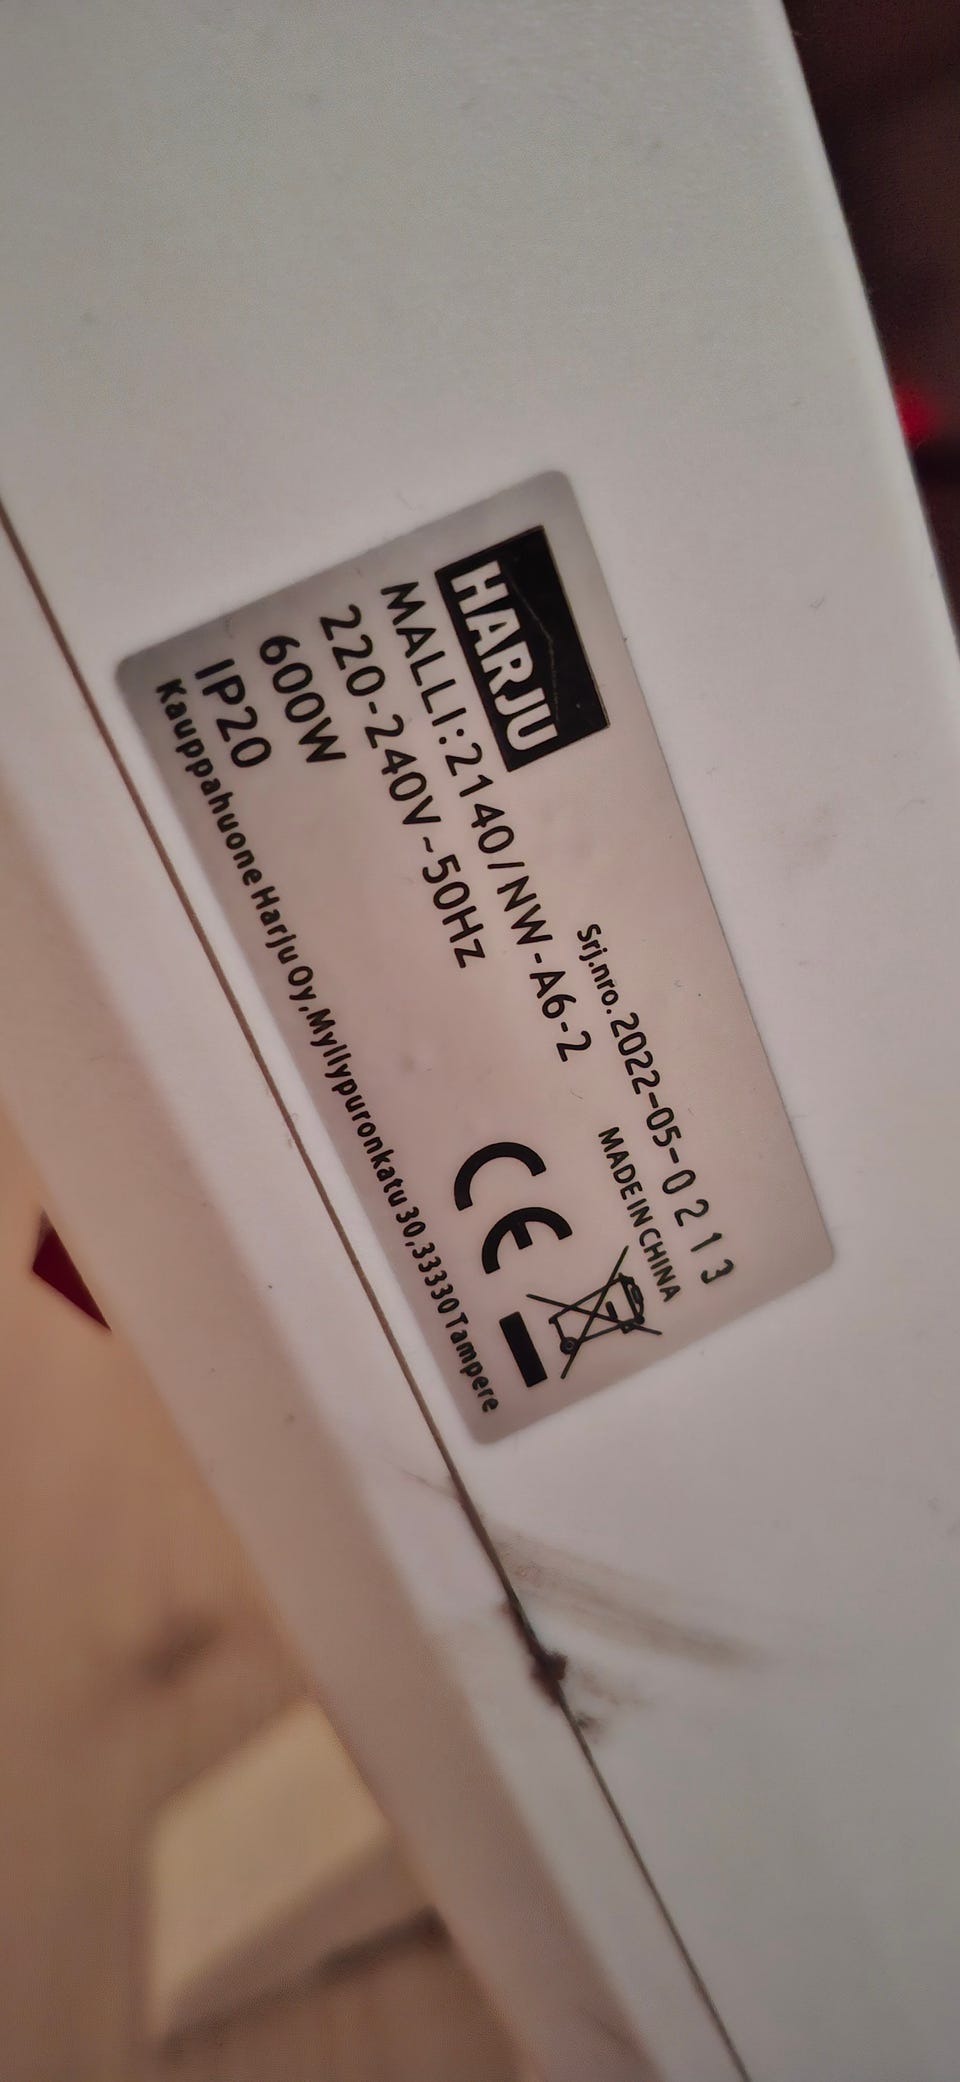 HARJU
Srj.nro. 2022-05-0213
MALLI:2140/NW-A6-2
MADE IN CHINA
220-240V~50Hz
600W
IP20
CE
Kauppahuone Harju Oy,Myllypuronkatu 30,33330 Tampere